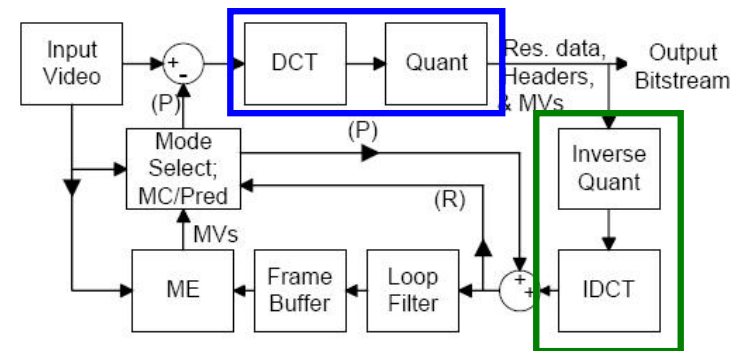 Input
Video
+
-
DCT
Quant
Res. data,
Headers,
& MVs
Output
Bitstream
(P)
Mode
Select;
MC/Pred
(P)
(R)
Inverse
Quant
MVs
ME
Frame
Buffer
Loop
Filter
+
+
IDCT